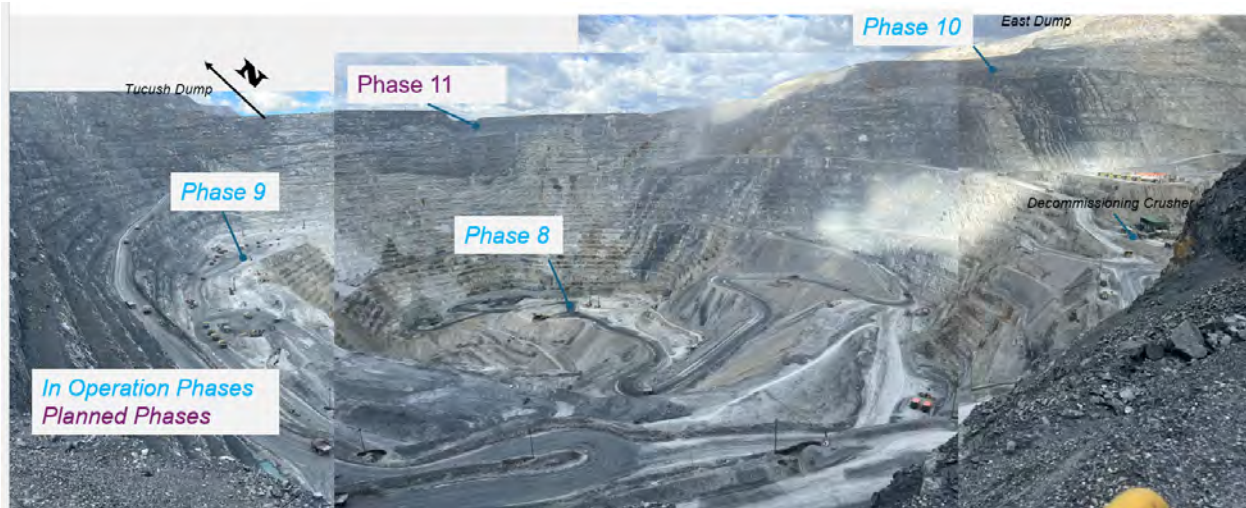 East Dump
Phase 10
Phase 11
N
Tucush Dump
Phase 9
Phase 8
Decommissioning Crusher
In Operation Phases
Planned Phases